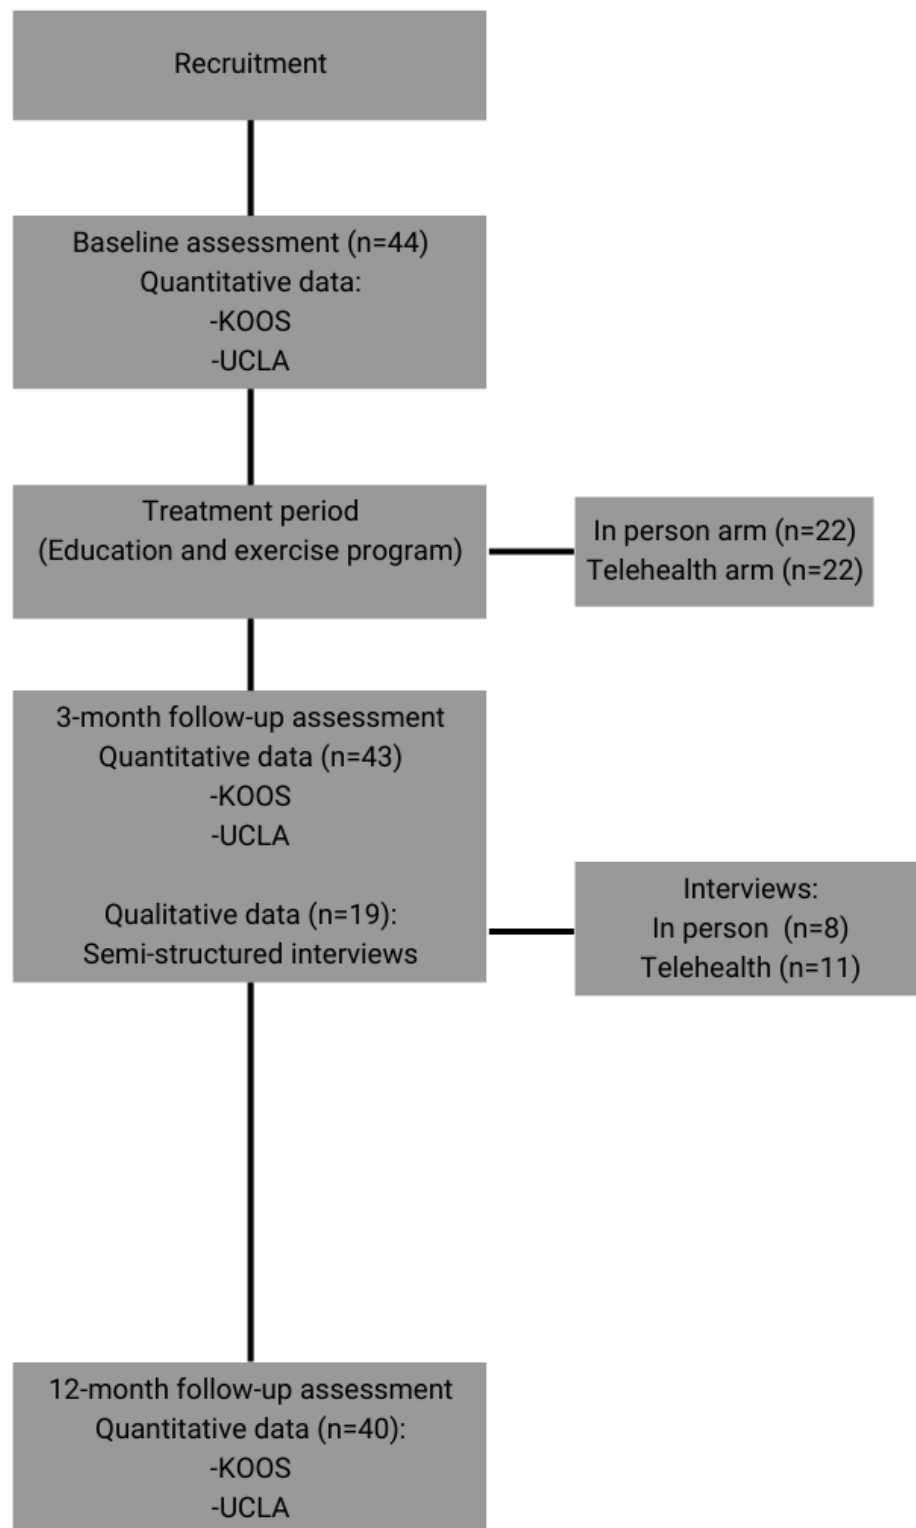 Recruitment
Baseline assessment (n=44)
Quantitative data:
-KOOS
-UCLA
Treatment period
(Education and exercise program)
In person arm (n=22)
Telehealth arm (n=22)
3-month follow-up assessment
Quantitative data (n=43)
-KOOS
-UCLA
Qualitative data (n=19):
Semi-structured interviews
Interviews:
In person (n=8)
Telehealth (n=11)
12-month follow-up assessment
Quantitative data (n=40):
-KOOS
-UCLA